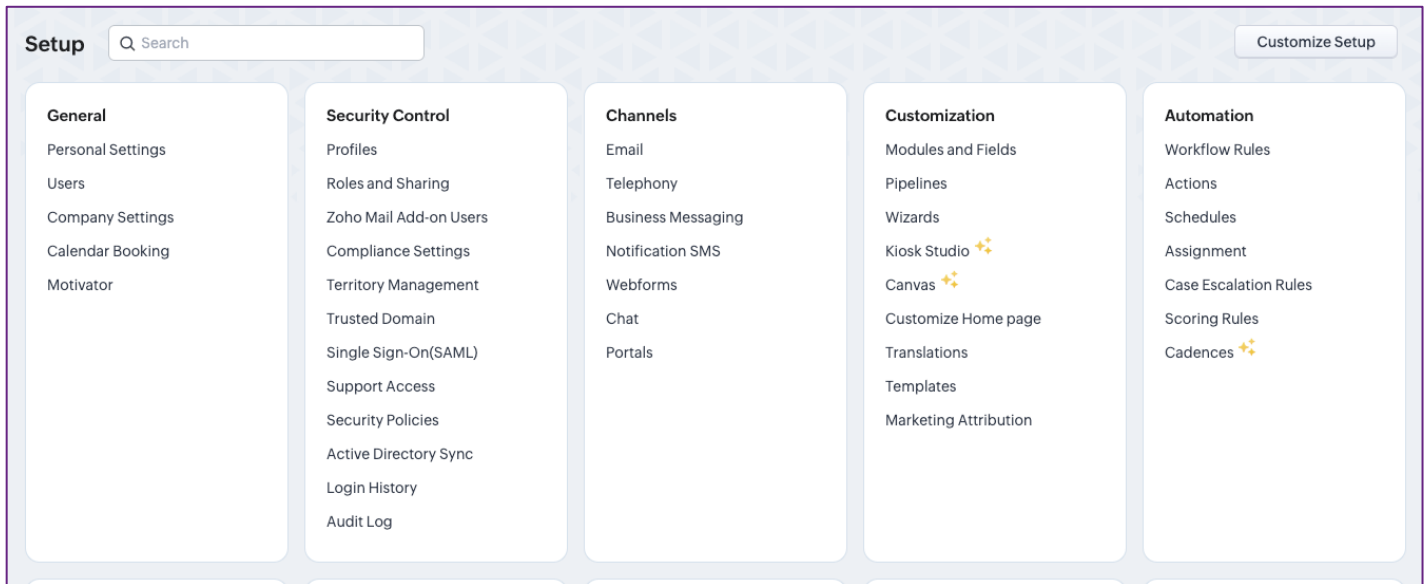 Setup
Search
Customize Setup
General
Personal Settings
Users
Company Settings
Calendar Booking
Motivator
Security Control
Profiles
Roles and Sharing
Zoho Mail Add-on Users
Compliance Settings
Territory Management
Trusted Domain
Single Sign-On(SAML)
Support Access
Security Policies
Active Directory Sync
Login History
Audit Log
Channels
Email
Telephony
Business Messaging
Notification SMS
Webforms
Chat
Portals
Customization
Modules and Fields
Pipelines
Wizards
Kiosk Studio
Canvas
Customize Home page
Translations
Templates
Marketing Attribution
Automation
Workflow Rules
Actions
Schedules
Assignment
Case Escalation Rules
Scoring Rules
Cadences